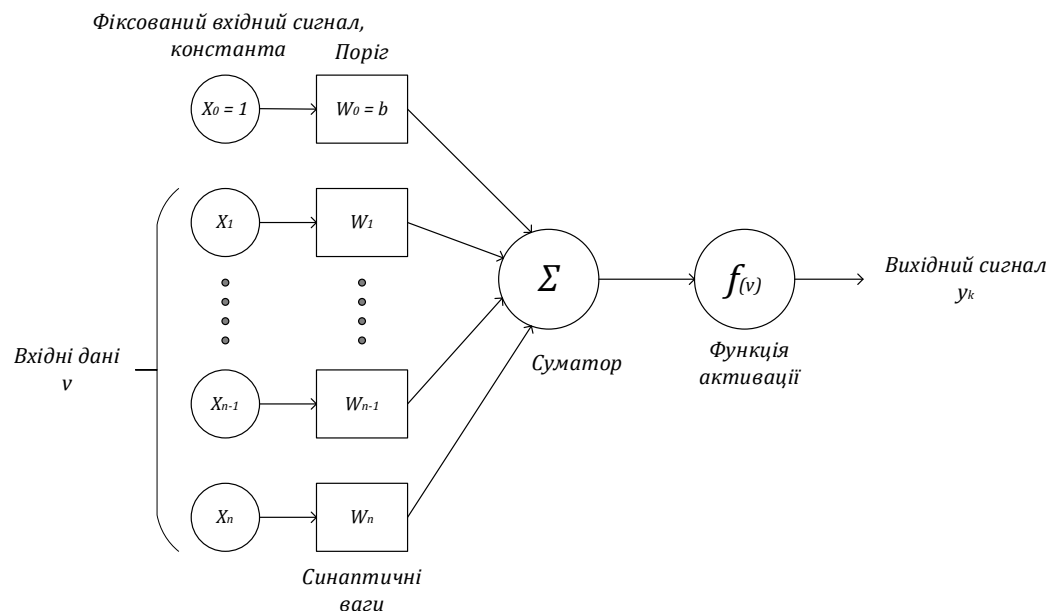 Фіксований вхідний сигнал,
константа
Поріг
X₀ = 1
W₀ = b
X₁
W₁
Σ
f(v)
Вихідний сигнал
yₖ
Вхідні дані
v
Суматор
Функція
активації
Xₙ₋₁
Wₙ₋₁
Xₙ
Wₙ
Синаптичні
ваги